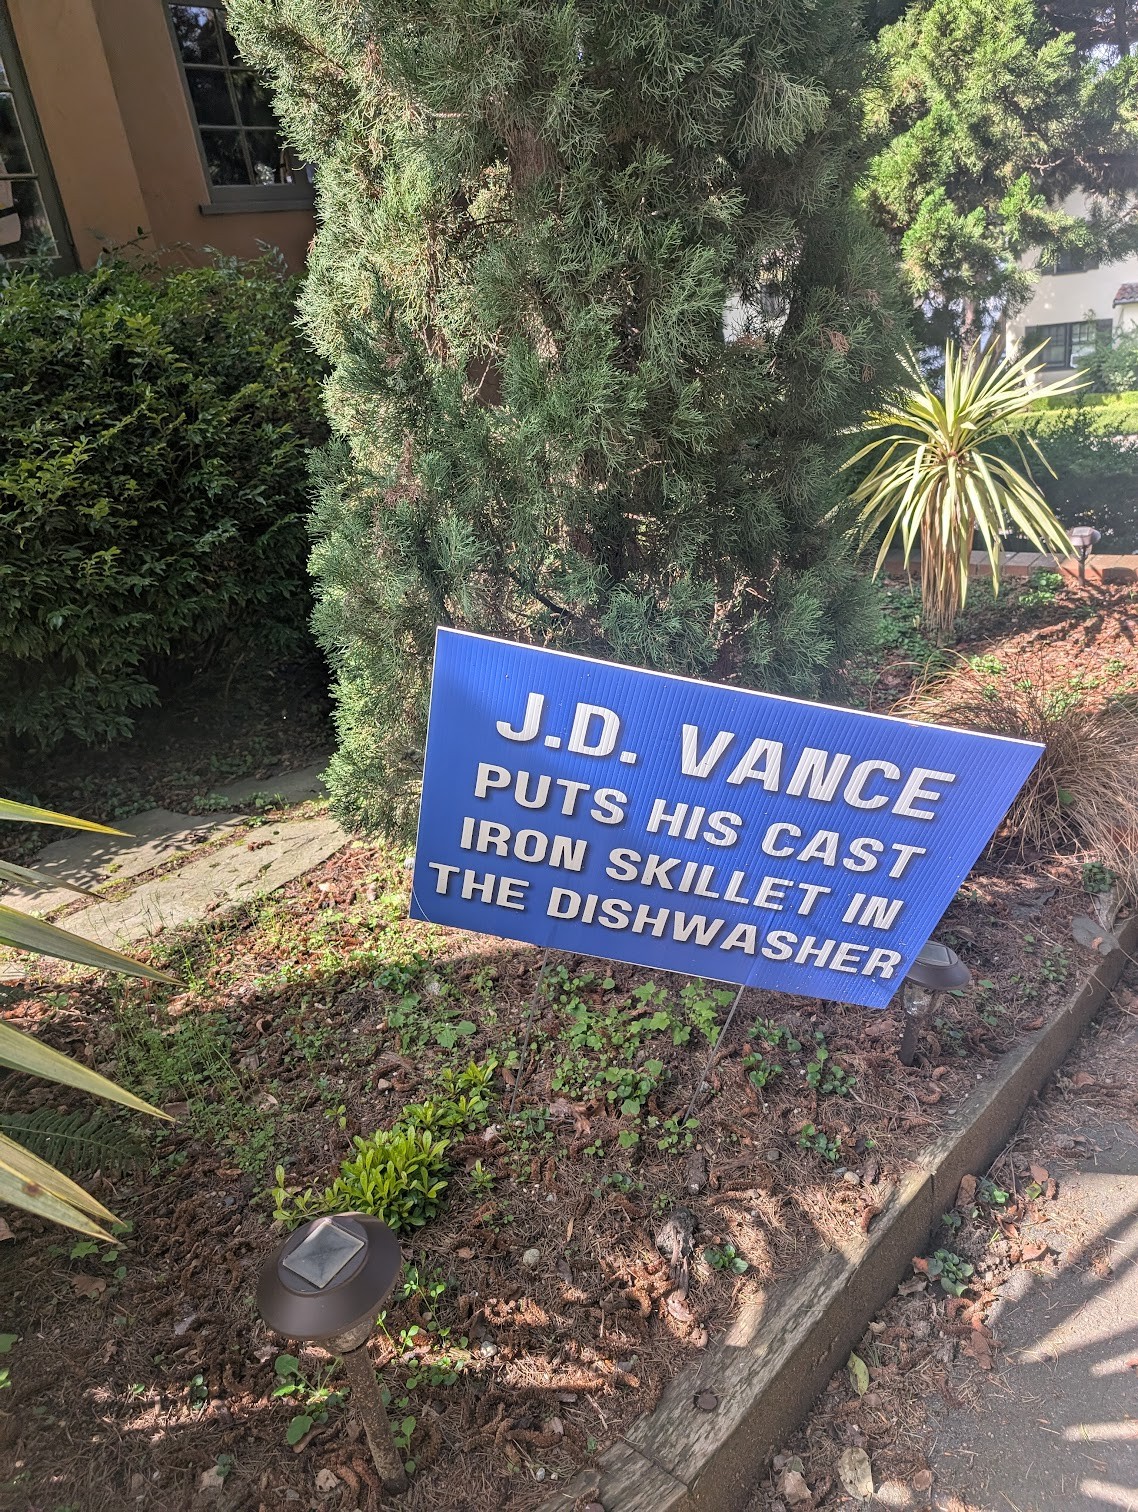 J.D. VANCE
PUTS HIS CAST
IRON SKILLET IN
THE DISHWASHER